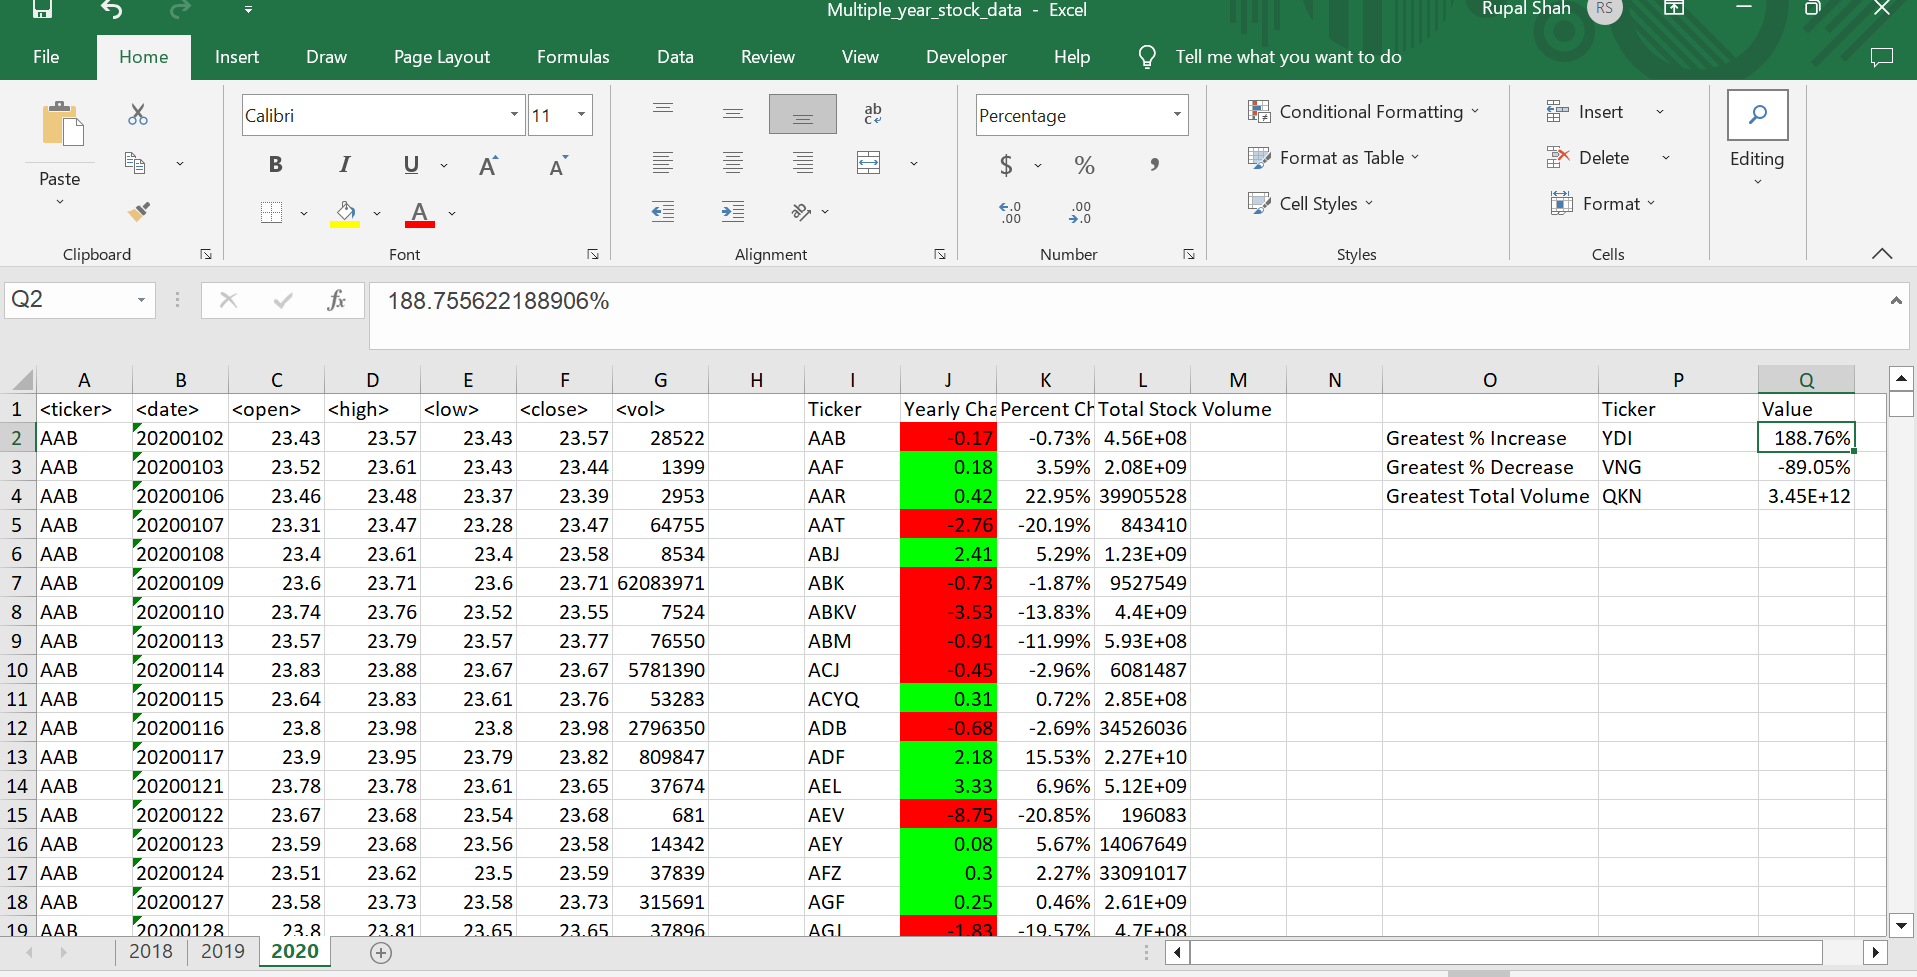 Multiple_year_stock_data - Excel Rupal Shah RS
File Home Insert Draw Page Layout Formulas Data Review View Developer Help Tell me what you want to do
Calibri 11 ab c Percentage Conditional Formatting Insert
Paste B I U A A $ % , Format as Table Delete Editing
A .0 .00 .00 .0 Cell Styles Format
Clipboard Font Alignment Number Styles Cells
Q2 fx 188.755622188906%
A B C D E F G H I J K L M N O P Q
1 <ticker> <date> <open> <high> <low> <close> <vol> Ticker Yearly Cha Percent Ch Total Stock Volume Ticker Value
2 AAB 20200102 23.43 23.57 23.43 23.57 28522 AAB -0.17 -0.73% 4.56E+08 Greatest % Increase YDI 188.76%
3 AAB 20200103 23.52 23.61 23.43 23.44 1399 AAF 0.18 3.59% 2.08E+09 Greatest % Decrease VNG -89.05%
4 AAB 20200106 23.46 23.48 23.37 23.39 2953 AAR 0.42 22.95% 39905528 Greatest Total Volume QKN 3.45E+12
5 AAB 20200107 23.31 23.47 23.28 23.47 64755 AAT -2.76 -20.19% 843410
6 AAB 20200108 23.4 23.61 23.4 23.58 8534 ABJ 2.41 5.29% 1.23E+09
7 AAB 20200109 23.6 23.71 23.6 23.71 62083971 ABK -0.73 -1.87% 9527549
8 AAB 20200110 23.74 23.76 23.52 23.55 7524 ABKV -3.53 -13.83% 4.4E+09
9 AAB 20200113 23.57 23.79 23.57 23.77 76550 ABM -0.91 -11.99% 5.93E+08
10 AAB 20200114 23.83 23.88 23.67 23.67 5781390 ACJ -0.45 -2.96% 6081487
11 AAB 20200115 23.64 23.83 23.61 23.76 53283 ACYQ 0.31 0.72% 2.85E+08
12 AAB 20200116 23.8 23.98 23.8 23.98 2796350 ADB -0.68 -2.69% 34526036
13 AAB 20200117 23.9 23.95 23.79 23.82 809847 ADF 2.18 15.53% 2.27E+10
14 AAB 20200121 23.78 23.78 23.61 23.65 37674 AEL 3.33 6.96% 5.12E+09
15 AAB 20200122 23.67 23.68 23.54 23.68 681 AEV -8.75 -20.85% 196083
16 AAB 20200123 23.59 23.68 23.56 23.58 14342 AEY 0.08 5.67% 14067649
17 AAB 20200124 23.51 23.62 23.5 23.59 37839 AFZ 0.3 2.27% 33091017
18 AAB 20200127 23.58 23.73 23.58 23.73 315691 AGF 0.25 0.46% 2.61E+09
19 AAB 20200128 23.8 23.81 23.65 23.65 37896 AGJ -1.83 -19.57% 4.7E+08
2018 2019 2020